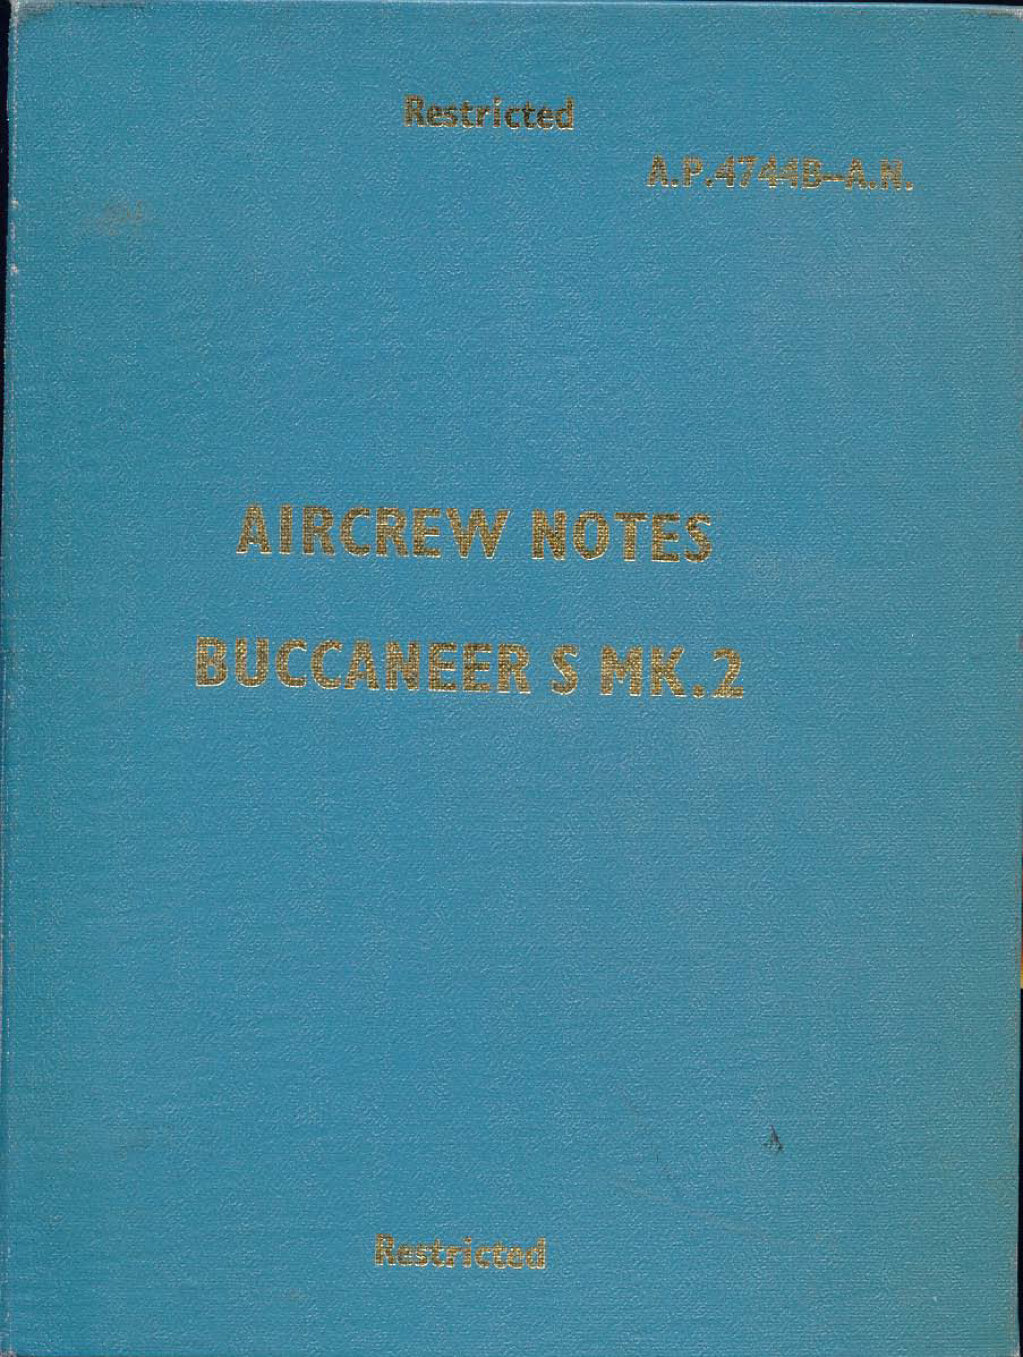 Restricted
A.P.4744B-A.N.
AIRCREW NOTES
BUCCANEER S MK.2
Restricted